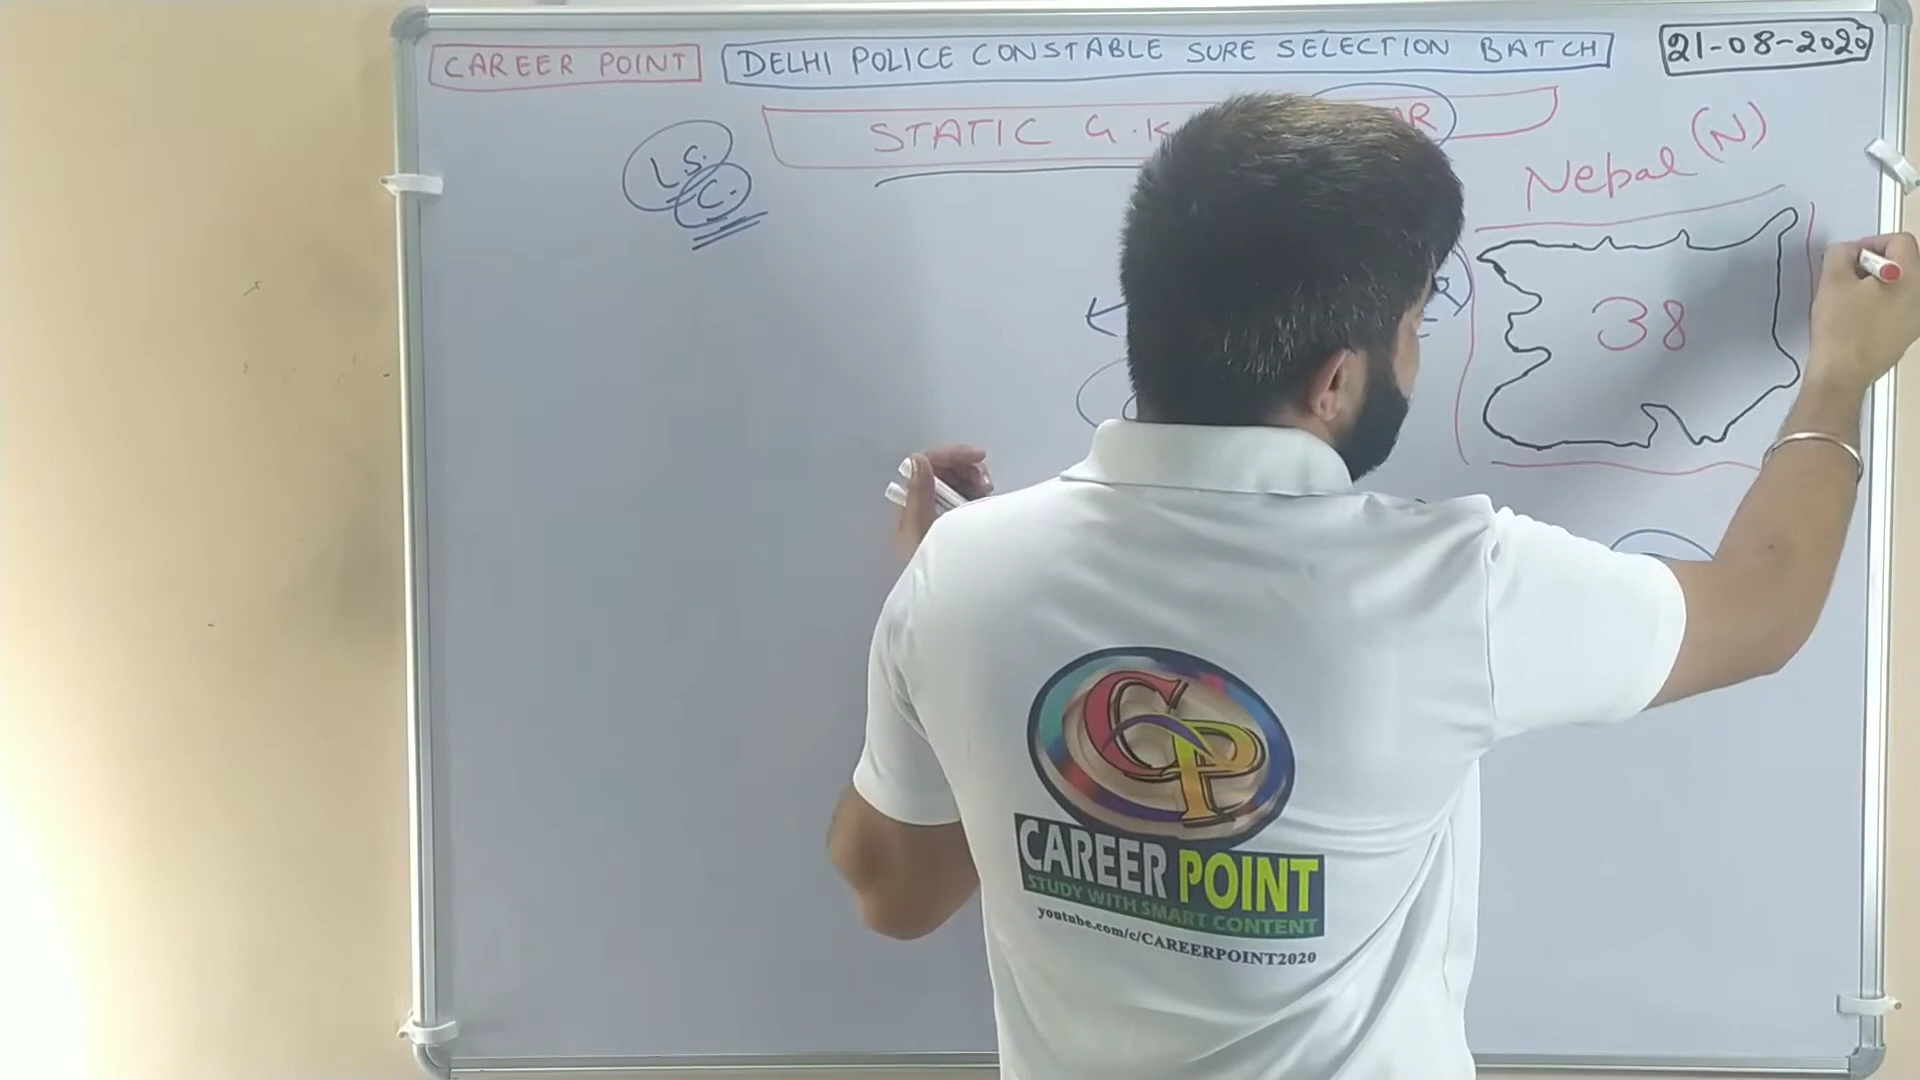 CAREER POINT
DELHI POLICE CONSTABLE SURE SELECTION BATCH
21-08-2020
STATIC G.K
L.S.
C.
Nepal (N)
38
CP
CAREER POINT
STUDY WITH SMART CONTENT
youtube.com/c/CAREERPOINT2020